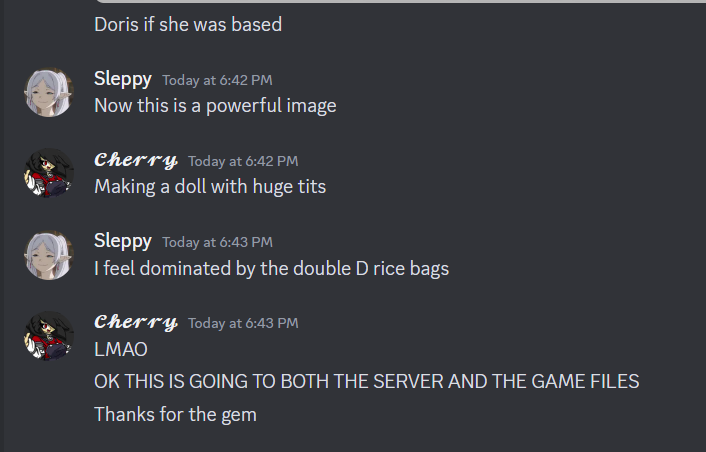 Doris if she was based
Sleppy Today at 6:42 PM
Now this is a powerful image
Cherry Today at 6:42 PM
Making a doll with huge tits
Sleppy Today at 6:43 PM
I feel dominated by the double D rice bags
Cherry Today at 6:43 PM
LMAO
OK THIS IS GOING TO BOTH THE SERVER AND THE GAME FILES
Thanks for the gem